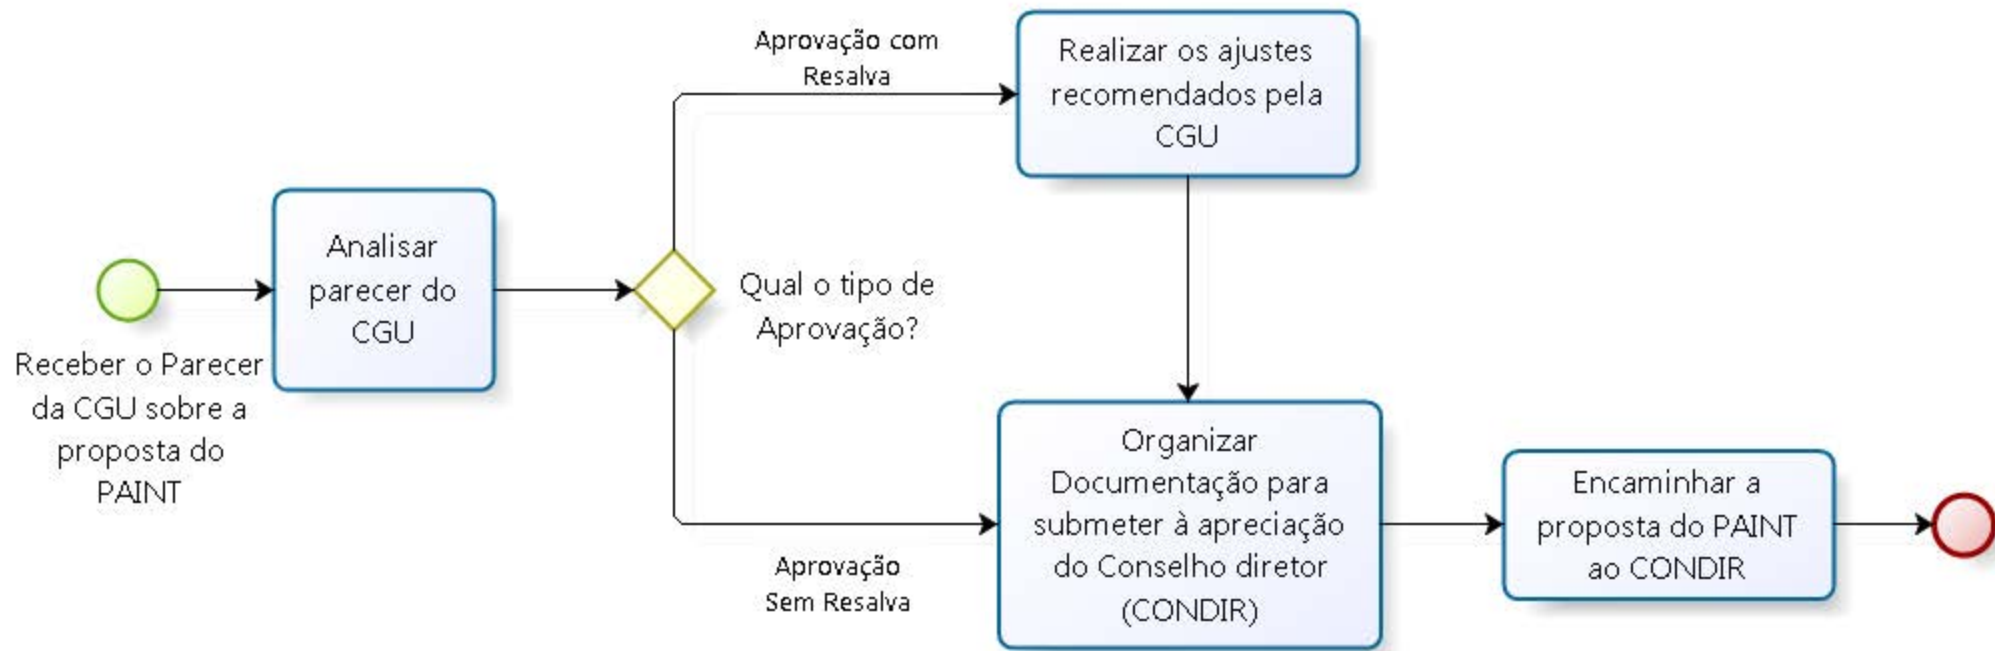 Receber o Parecer
da CGU sobre a
proposta do
PAINT
Analisar
parecer do
CGU
Qual o tipo de
Aprovação?
Aprovação com
Resalva
Realizar os ajustes
recomendados pela
CGU
Aprovação
Sem Resalva
Organizar
Documentação para
submeter à apreciação
do Conselho diretor
(CONDIR)
Encaminhar a
proposta do PAINT
ao CONDIR